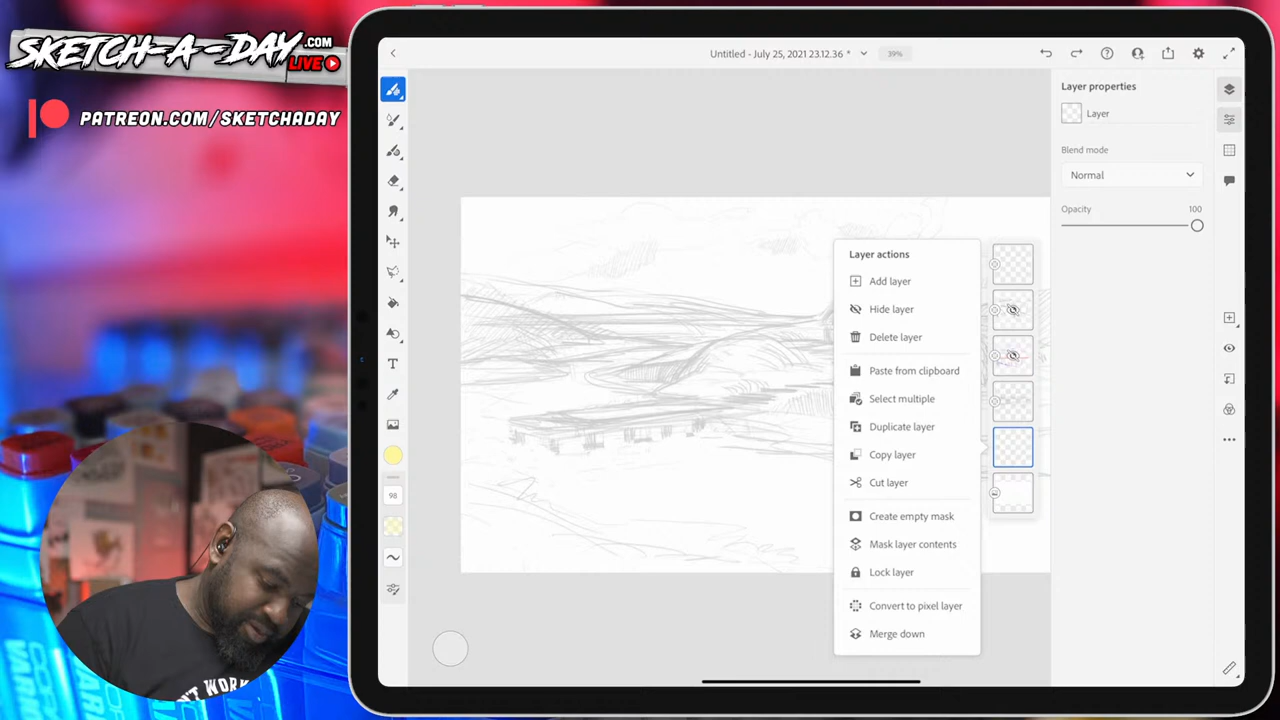 SKETCH-A-DAY.COM
LIVE
PATREON.COM/SKETCHADAY
Untitled - July 25, 2021 23.12.36 *
39%
Layer properties
Layer
Blend mode
Normal
Opacity
100
Layer actions
Add layer
Hide layer
Delete layer
Paste from clipboard
Select multiple
Duplicate layer
Copy layer
Cut layer
Create empty mask
Mask layer contents
Lock layer
Convert to pixel layer
Merge down
T
98